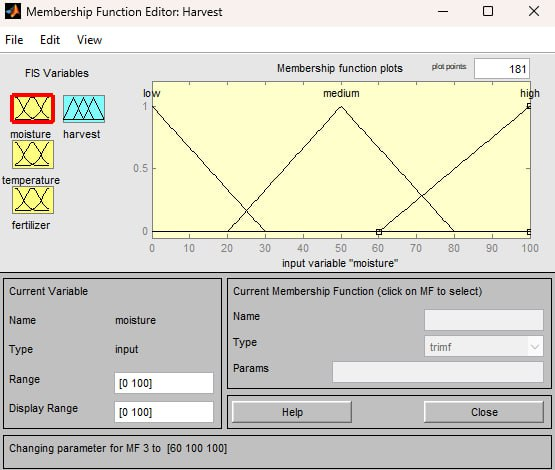 Membership Function Editor: Harvest
File Edit View
FIS Variables
Membership function plots
plot points:
181
low
medium
high
moisture
harvest
temperature
fertilizer
1
0.5
0
0 10 20 30 40 50 60 70 80 90 100
input variable "moisture"
Current Variable
Name moisture
Type input
Range [0 100]
Display Range [0 100]
Current Membership Function (click on MF to select)
Name
Type trimf
Params
Help
Close
Changing parameter for MF 3 to [60 100 100]